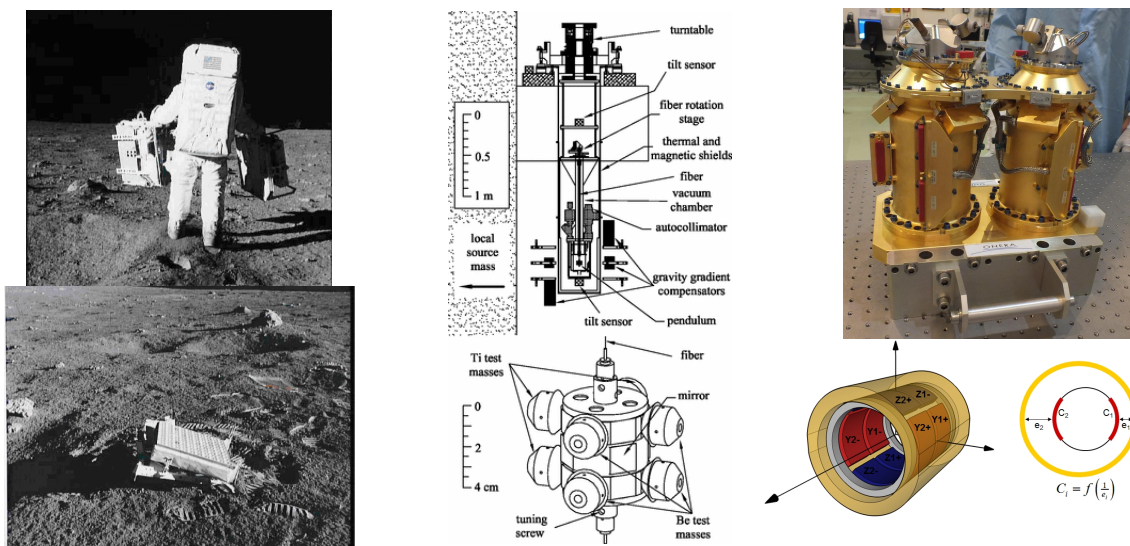 turntable
tilt sensor
fiber rotation
stage
thermal and
magnetic shields
fiber
vacuum
chamber
autocollimator
gravity gradient
compensators
pendulum
tilt sensor
0
0.5
1 m
local
source
mass
fiber
Ti test
masses
mirror
0
2
4 cm
tuning
screw
Be test
masses
ONERA
Z2+
Z1-
Y2+
Y1+
Y2-
Y1-
Z1+
Z2-
C2
C1
e2
e1
Ci = f(1/ei)